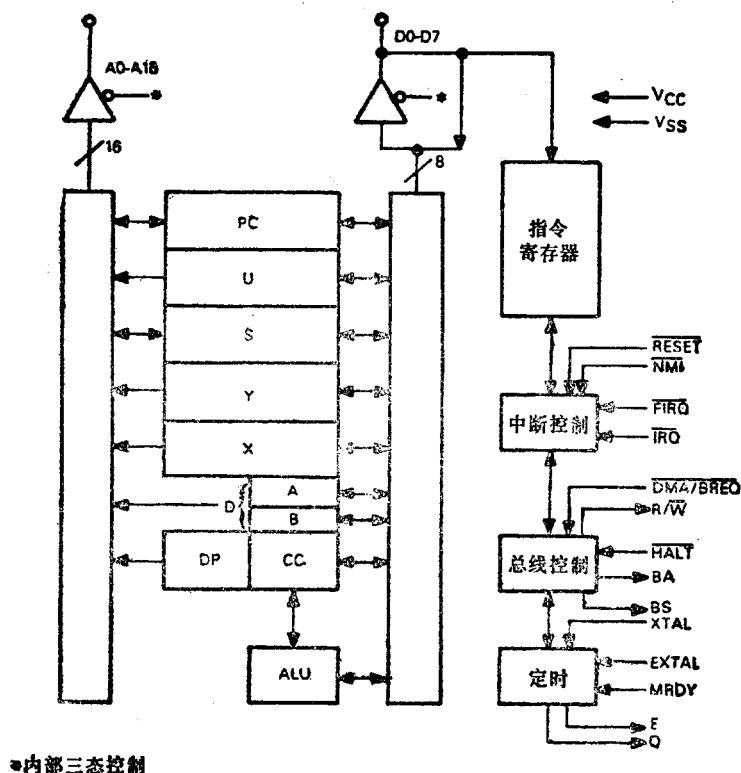 A0-A15
*
16
D0-D7
*
8
VCC
VSS
PC
U
S
Y
X
D
A
B
DP
CC
ALU
指令
寄存器
RESET
NMI
中断控制
FIRQ
IRQ
DMA/BREQ
R/W
总线控制
HALT
BA
BS
XTAL
定时
EXTAL
MRDY
E
Q
*内部三态控制